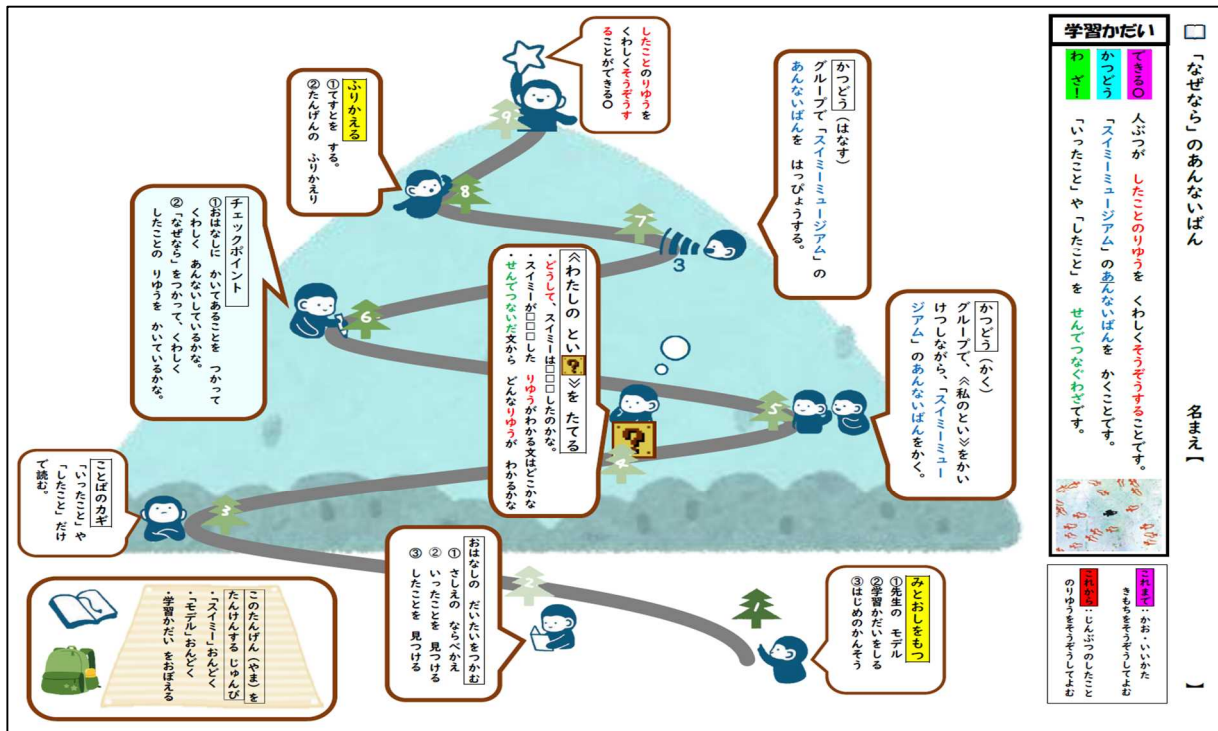 「なぜなら」のあんないばん
名まえ【 】
学習かだい
できる〇 人ぶつが したことのりゆうを くわしくそうぞうすることです。
かつどう 「スイミーミュージアム」のあんないばんを かくことです。
わ ざ! 「いったこと」や「したこと」を せんでつなぐわざです。
これまで:かお・いいかた
きもちをそうぞうしてよむ
これから:じんぶつのしたこと
のりゆうをそうぞうしてよむ
みとおしをもつ
①先生の モデル
②学習かだいをしる
③はじめのかんそう
1
おはなしの だいたいをつかむ
① さしえの ならべかえ
② いったことを 見つける
③ したことを 見つける
2
ことばのカギ
「いったこと」や
「したこと」だけ
で読む。
3
《わたしの とい?》を たてる
・どうして、スイミーは□□□したのかな。
・スイミーが□□□した りゆうがわかる文はどこかな
・せんでつないだ文から どんなりゆうが わかるかな
?
4
かつどう(かく)
グループで、《私のとい》をかい
けつしながら、「スイミーミュー
ジアム」のあんないばんをかく。
5
チェックポイント
①おはなしに かいてあることを つかって
くわしく あんないしているかな。
②「なぜなら」をつかって、くわしく
したことの りゆうを かいているかな。
6
かつどう(はなす)
グループで「スイミーミュージアム」の
あんないばんを はっぴょうする。
7
3
ふりかえる
①てすとを する。
②たんげんの ふりかえり
8
したことのりゆうを
くわしくそうぞうす
ることができる〇
9
このたんげん(やま)を
たんけんする じゅんび
・「スイミー」おんどく
・「モデル」おんどく
・学習かだい をおぼえる